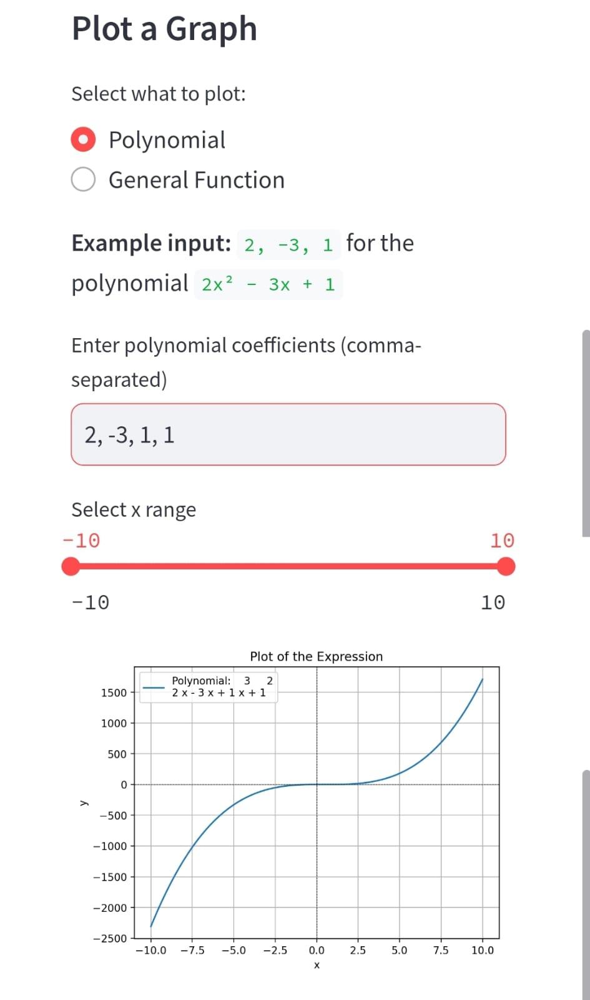 Plot a Graph
Select what to plot:
Polynomial
General Function
Example input: 2, -3, 1 for the
polynomial 2x² - 3x + 1
Enter polynomial coefficients (comma-
separated)
2, -3, 1, 1
Select x range
-10 10
-10 10
Plot of the Expression
Polynomial: 3 2
2 x - 3 x + 1 x + 1
1500
1000
500
0
−500
−1000
−1500
−2000
−2500
y
−10.0 −7.5 −5.0 −2.5 0.0 2.5 5.0 7.5 10.0
x